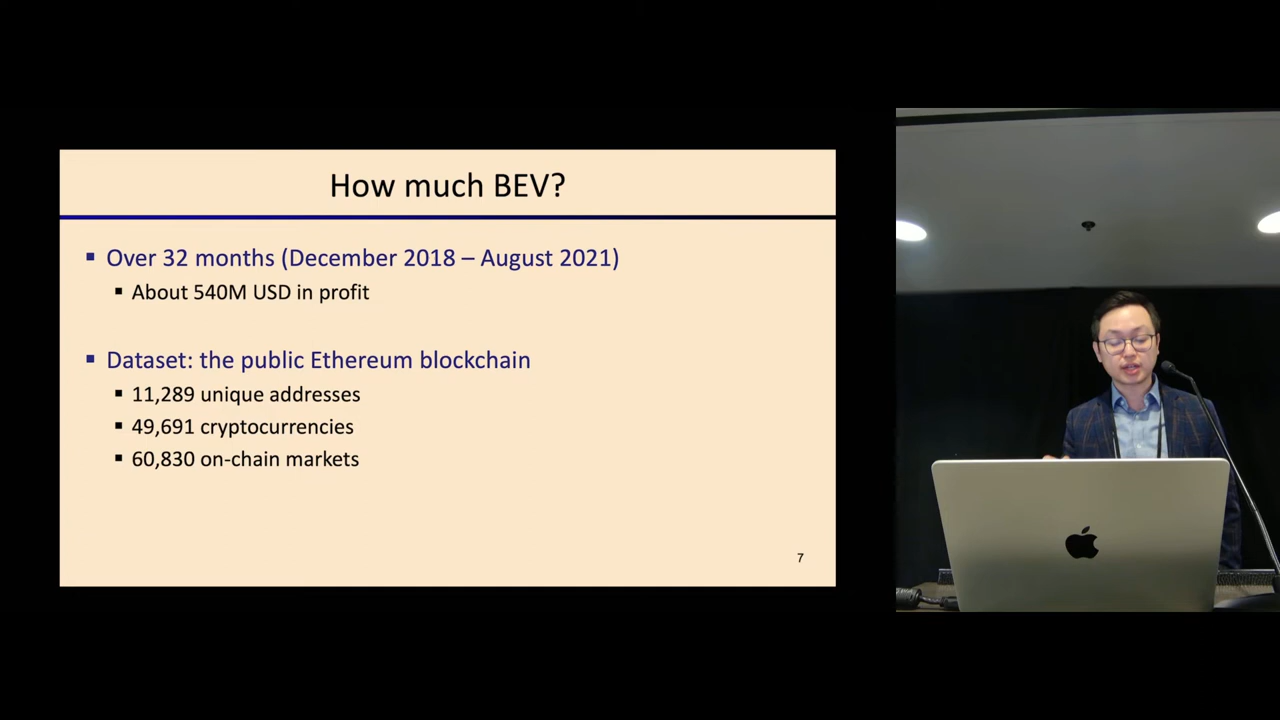 How much BEV?
▪ Over 32 months (December 2018 – August 2021)
▪ About 540M USD in profit
▪ Dataset: the public Ethereum blockchain
▪ 11,289 unique addresses
▪ 49,691 cryptocurrencies
▪ 60,830 on-chain markets
7